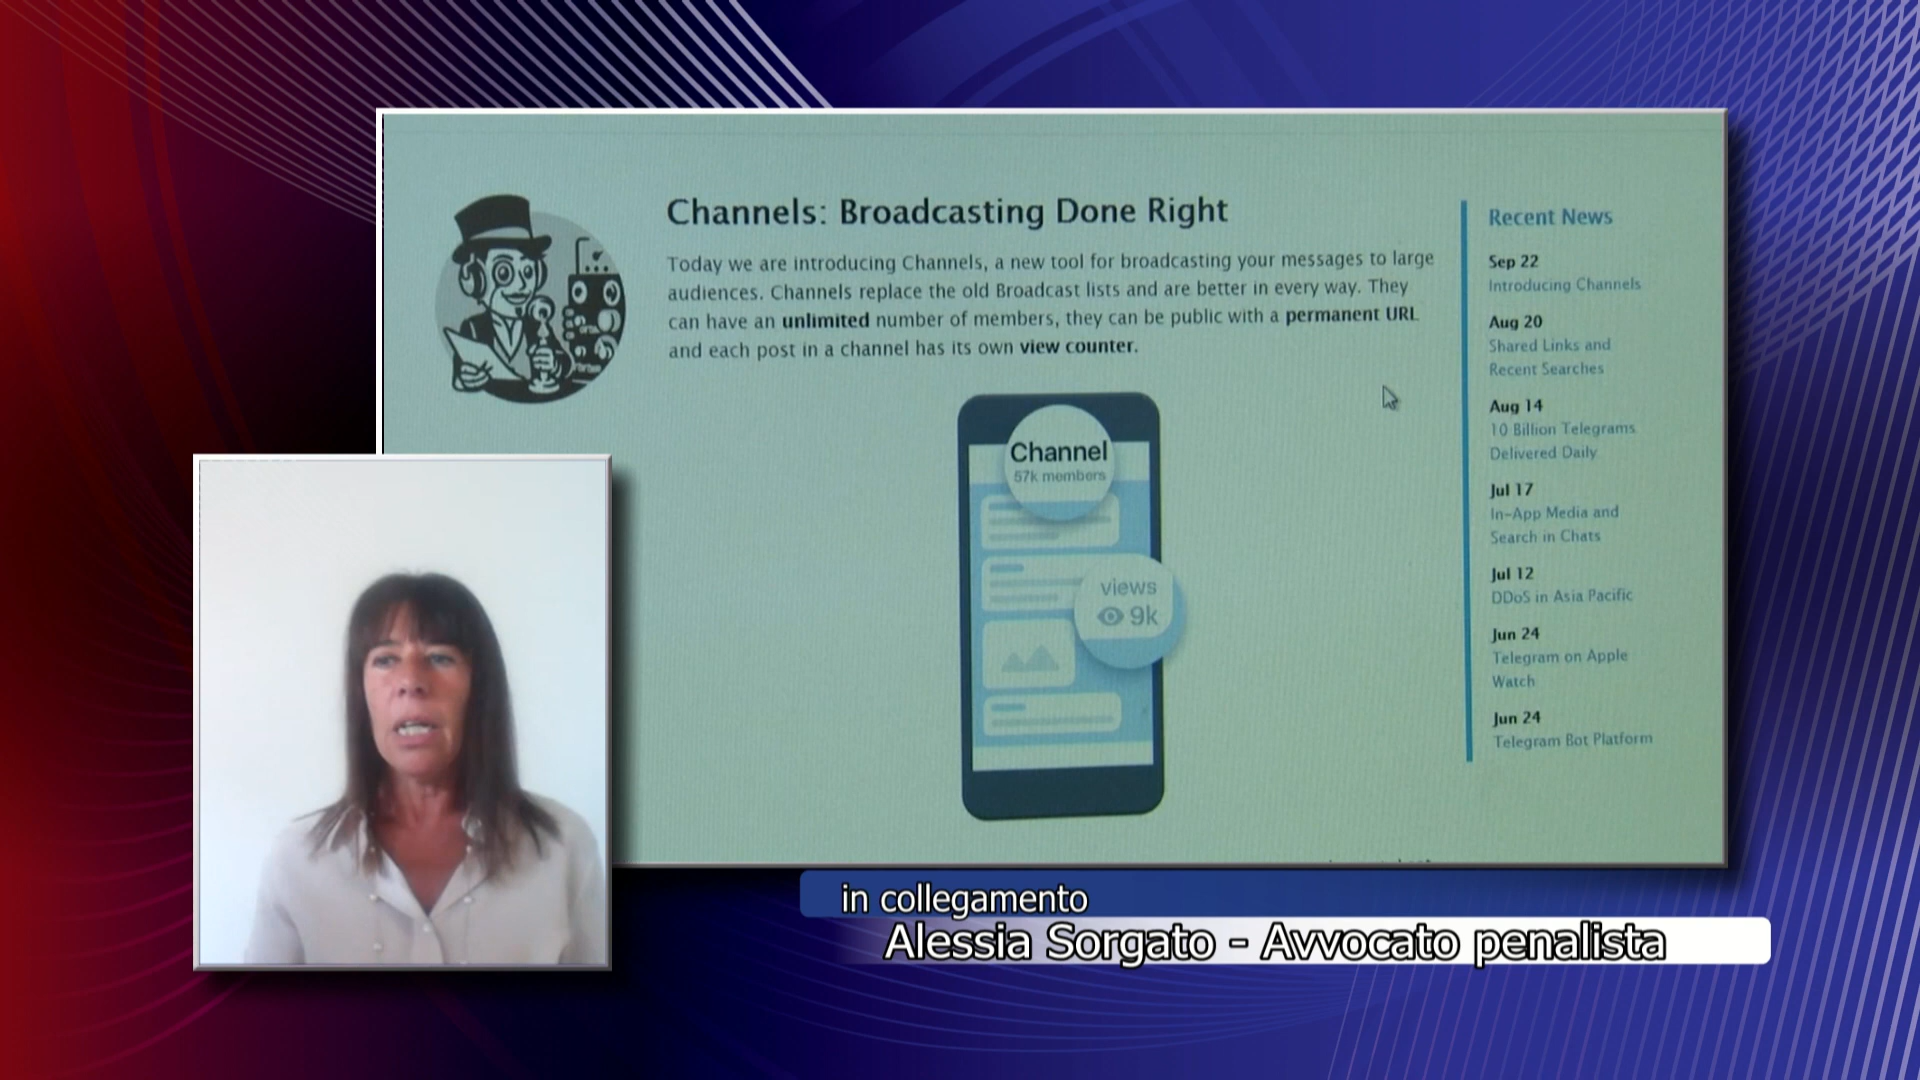 Channels: Broadcasting Done Right
Today we are introducing Channels, a new tool for broadcasting your messages to large
audiences. Channels replace the old Broadcast lists and are better in every way. They
can have an unlimited number of members, they can be public with a permanent URL
and each post in a channel has its own view counter.
Channel
57k members
views
9k
Recent News
Sep 22
Introducing Channels
Aug 20
Shared Links and
Recent Searches
Aug 14
10 Billion Telegrams
Delivered Daily
Jul 17
In-App Media and
Search in Chats
Jul 12
DDoS in Asia Pacific
Jun 24
Telegram on Apple
Watch
Jun 24
Telegram Bot Platform
in collegamento
Alessia Sorgato - Avvocato penalista